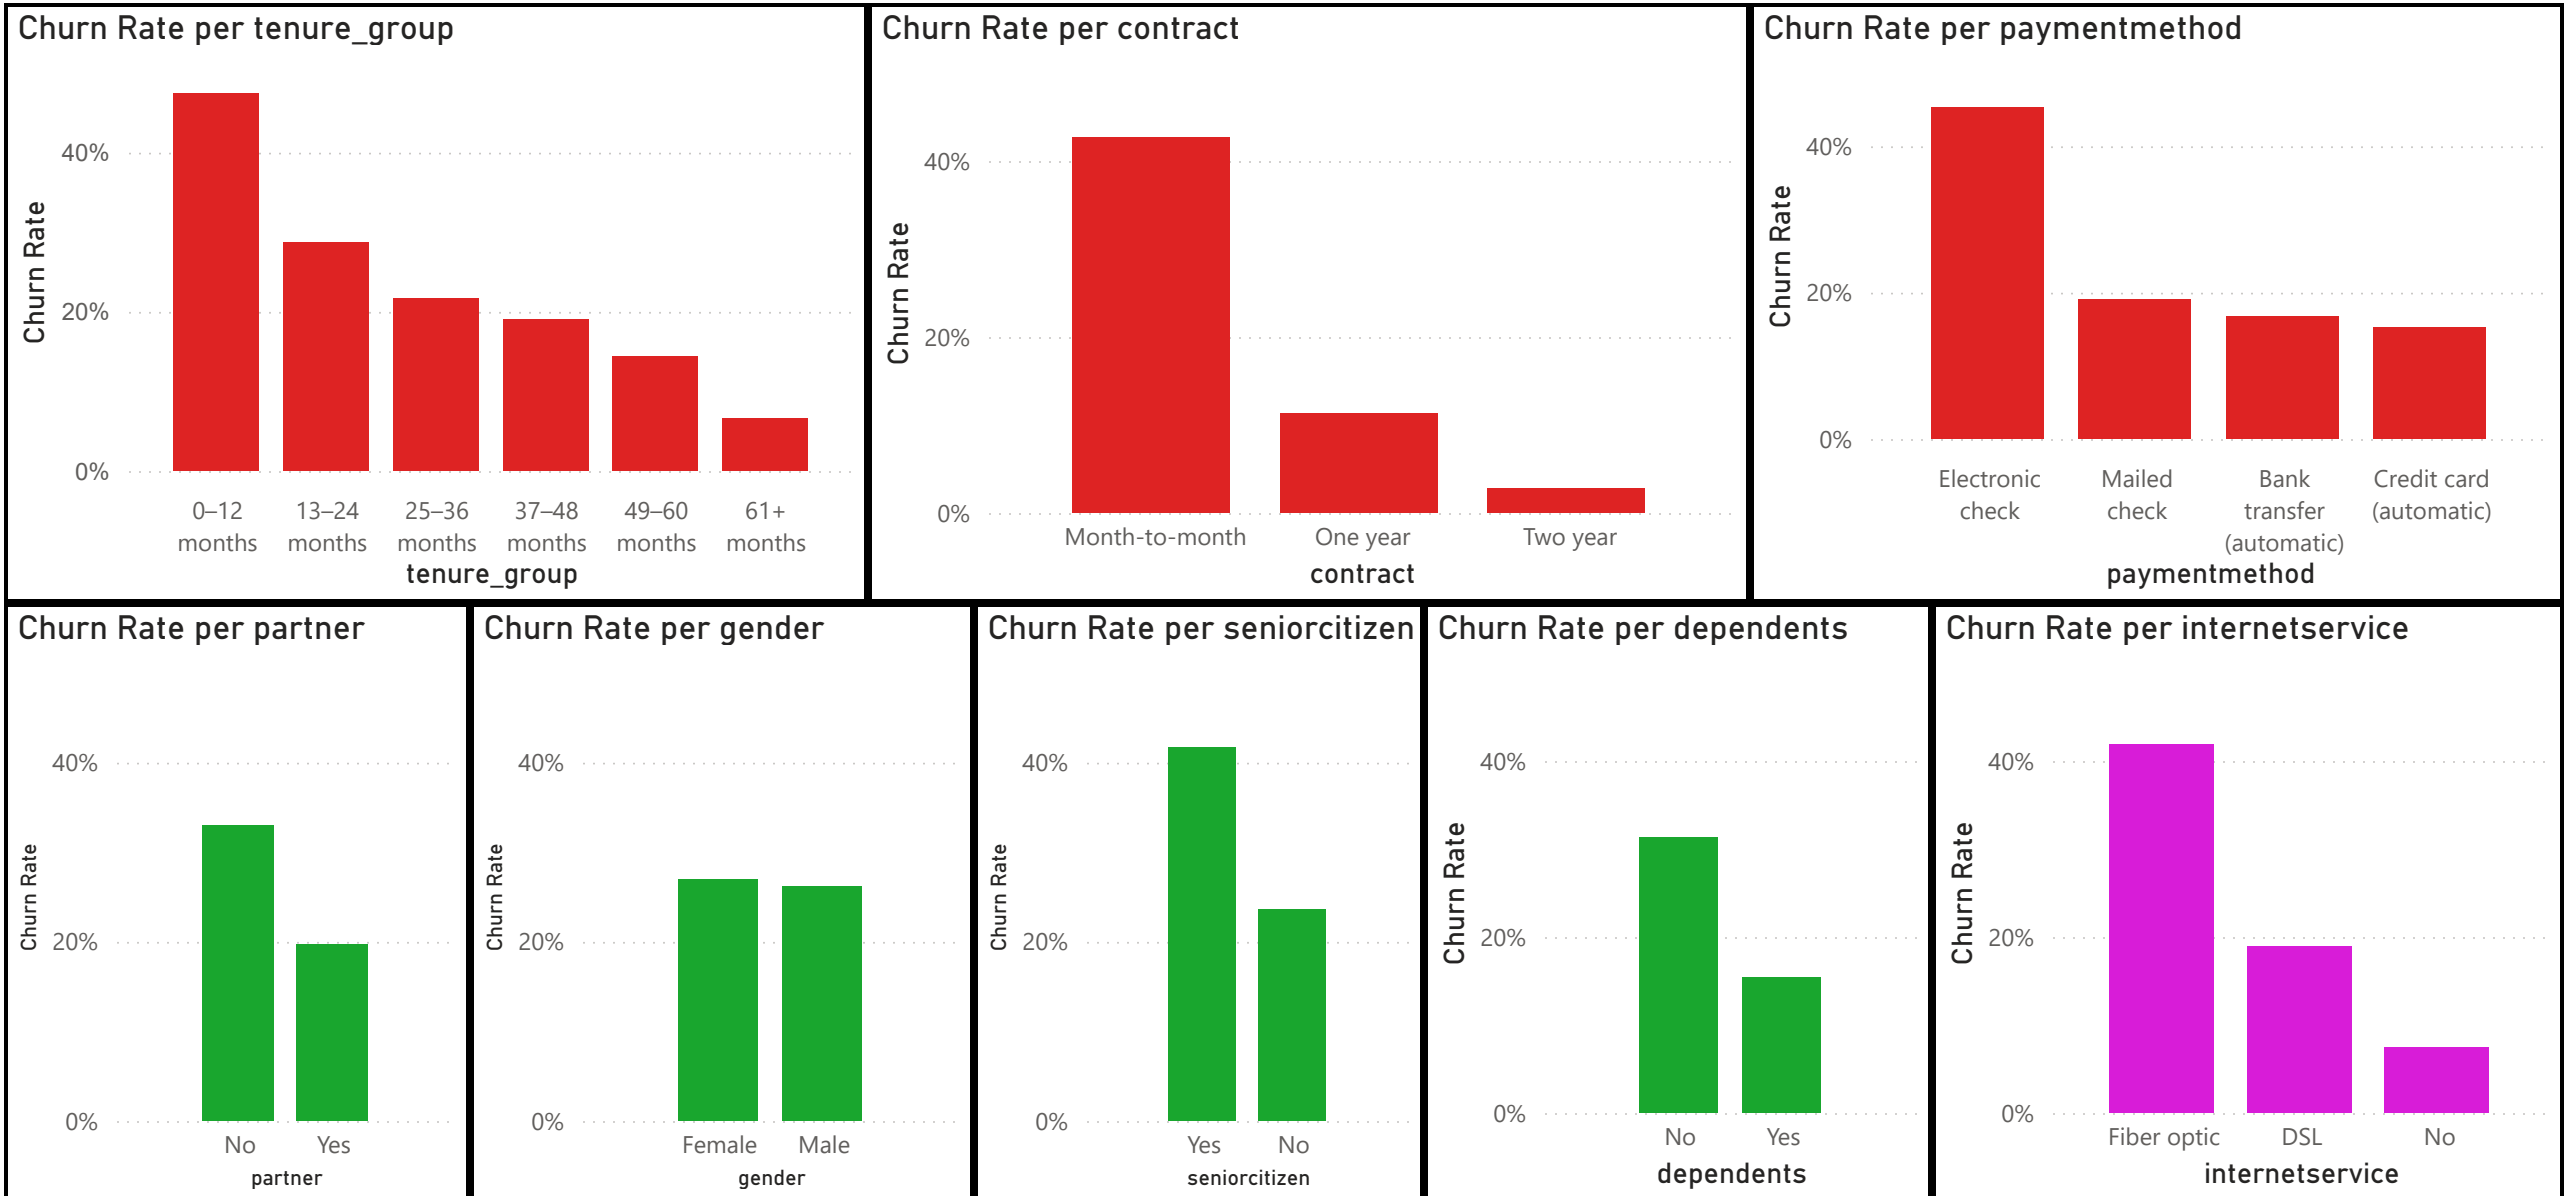 Churn Rate per tenure_group
Churn Rate
40%
20%
0%
0–12 months
13–24 months
25–36 months
37–48 months
49–60 months
61+ months
tenure_group
Churn Rate per contract
Churn Rate
40%
20%
0%
Month-to-month
One year
Two year
contract
Churn Rate per paymentmethod
Churn Rate
40%
20%
0%
Electronic check
Mailed check
Bank transfer (automatic)
Credit card (automatic)
paymentmethod
Churn Rate per partner
Churn Rate
40%
20%
0%
No
Yes
partner
Churn Rate per gender
Churn Rate
40%
20%
0%
Female
Male
gender
Churn Rate per seniorcitizen
Churn Rate
40%
20%
0%
Yes
No
seniorcitizen
Churn Rate per dependents
Churn Rate
40%
20%
0%
No
Yes
dependents
Churn Rate per internetservice
Churn Rate
40%
20%
0%
Fiber optic
DSL
No
internetservice